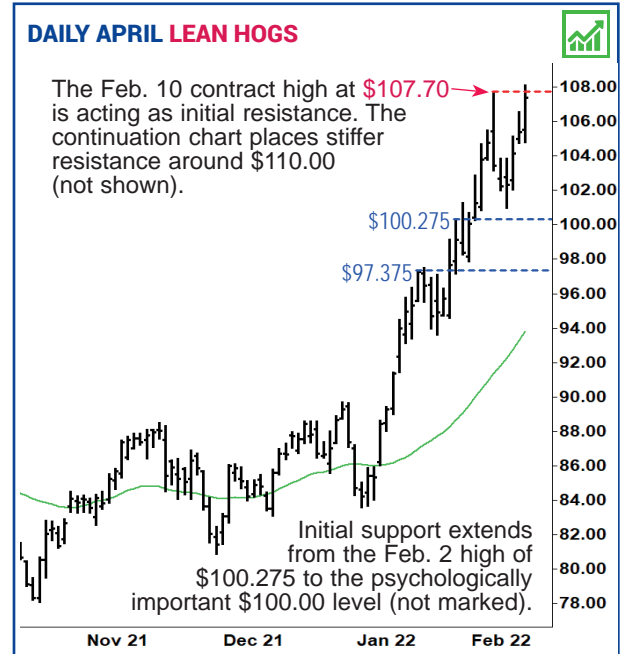 DAILY APRIL LEAN HOGS
The Feb. 10 contract high at $107.70
is acting as initial resistance. The
continuation chart places stiffer
resistance around $110.00
(not shown).
$100.275
$97.375
Initial support extends
from the Feb. 2 high of
$100.275 to the psychologically
important $100.00 level (not marked).
108.00
106.00
104.00
102.00
100.00
98.00
96.00
94.00
92.00
90.00
88.00
86.00
84.00
82.00
80.00
78.00
Nov 21 Dec 21 Jan 22 Feb 22